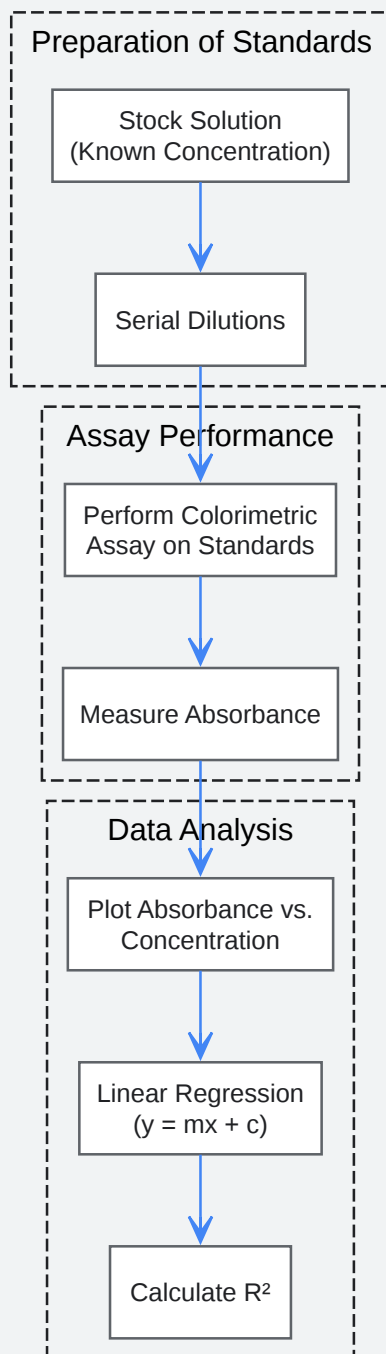 Preparation of Standards
Stock Solution
(Known Concentration)
Serial Dilutions
Assay Performance
Perform Colorimetric
Assay on Standards
Measure Absorbance
Data Analysis
Plot Absorbance vs.
Concentration
Linear Regression
(y = mx + c)
Calculate R²